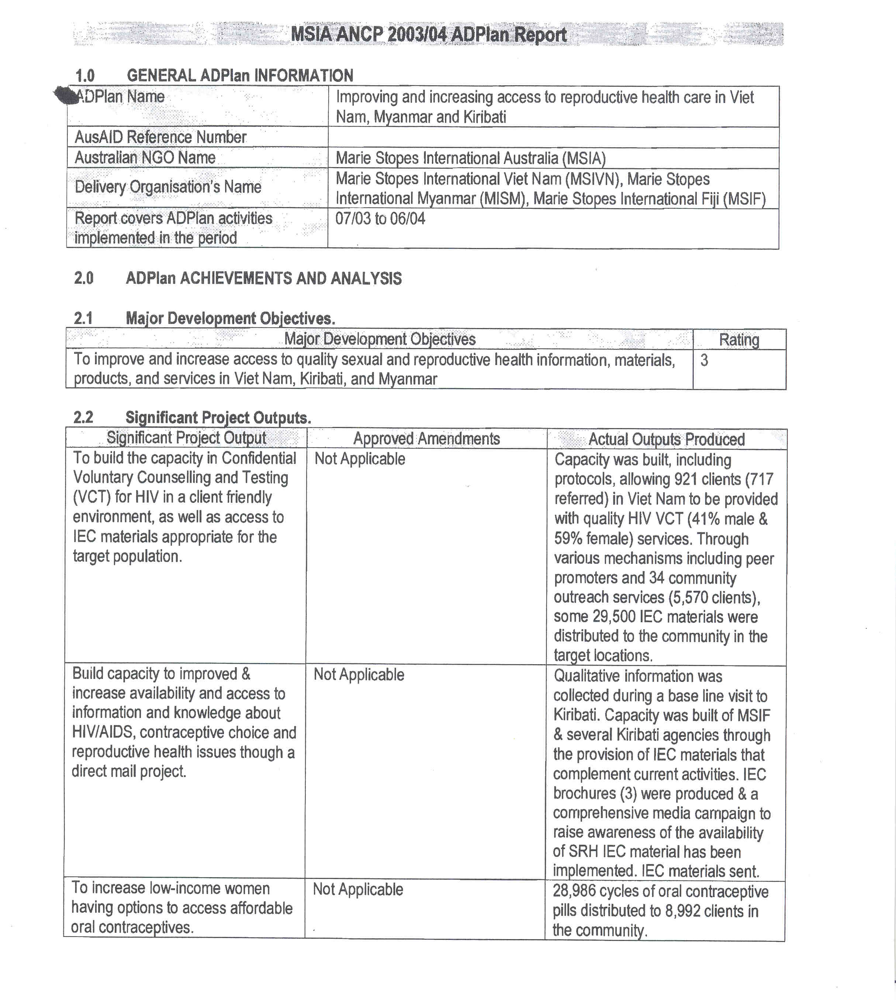 MSIA ANCP 2003/04 ADPlan Report
1.0 GENERAL ADPlan INFORMATION
ADPlan Name
Improving and increasing access to reproductive health care in Viet
Nam, Myanmar and Kiribati
AusAID Reference Number
Australian NGO Name
Marie Stopes International Australia (MSIA)
Delivery Organisation's Name
Marie Stopes International Viet Nam (MSIVN), Marie Stopes
International Myanmar (MISM), Marie Stopes International Fiji (MSIF)
Report covers ADPlan activities
implemented in the period
07/03 to 06/04
2.0 ADPlan ACHIEVEMENTS AND ANALYSIS
2.1 Major Development Objectives.
Major Development Objectives
Rating
To improve and increase access to quality sexual and reproductive health information, materials,
products, and services in Viet Nam, Kiribati, and Myanmar
3
2.2 Significant Project Outputs.
Significant Project Output
Approved Amendments
Actual Outputs Produced
To build the capacity in Confidential
Voluntary Counselling and Testing
(VCT) for HIV in a client friendly
environment, as well as access to
IEC materials appropriate for the
target population.
Not Applicable
Capacity was built, including
protocols, allowing 921 clients (717
referred) in Viet Nam to be provided
with quality HIV VCT (41% male &
59% female) services. Through
various mechanisms including peer
promoters and 34 community
outreach services (5,570 clients),
some 29,500 IEC materials were
distributed to the community in the
target locations.
Build capacity to improved &
increase availability and access to
information and knowledge about
HIV/AIDS, contraceptive choice and
reproductive health issues though a
direct mail project.
Not Applicable
Qualitative information was
collected during a base line visit to
Kiribati. Capacity was built of MSIF
& several Kiribati agencies through
the provision of IEC materials that
complement current activities. IEC
brochures (3) were produced & a
comprehensive media campaign to
raise awareness of the availability
of SRH IEC material has been
implemented. IEC materials sent.
To increase low-income women
having options to access affordable
oral contraceptives.
Not Applicable
28,986 cycles of oral contraceptive
pills distributed to 8,992 clients in
the community.